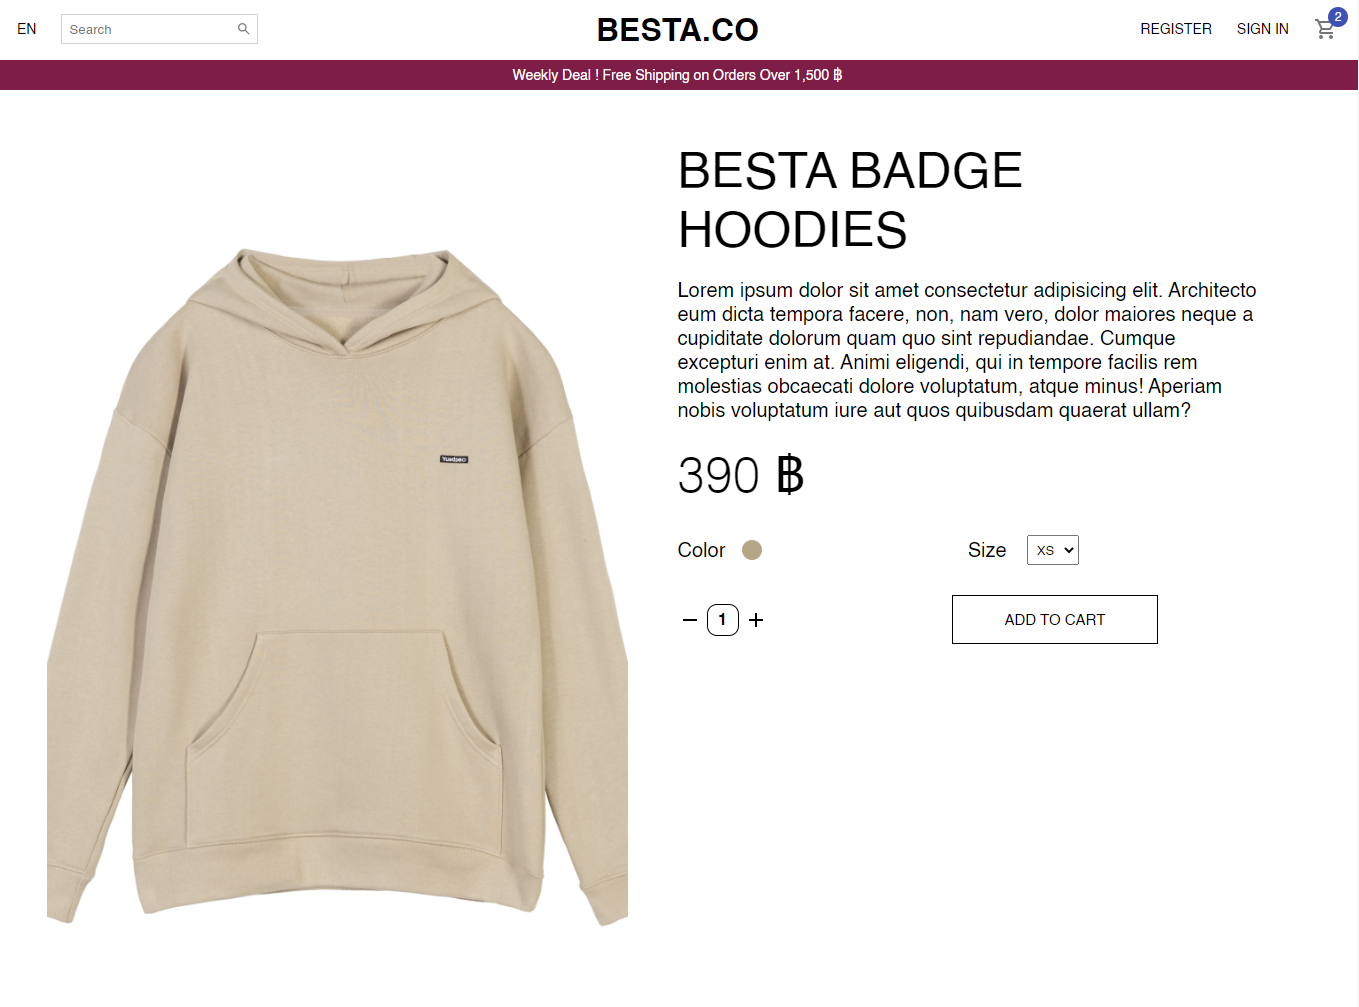 EN
Search
BESTA.CO
REGISTER
SIGN IN
2
Weekly Deal ! Free Shipping on Orders Over 1,500 ฿
BESTA BADGE
HOODIES
Lorem ipsum dolor sit amet consectetur adipisicing elit. Architecto
eum dicta tempora facere, non, nam vero, dolor maiores neque a
cupiditate dolorum quam quo sint repudiandae. Cumque
excepturi enim at. Animi eligendi, qui in tempore facilis rem
molestias obcaecati dolore voluptatum, atque minus! Aperiam
nobis voluptatum iure aut quos quibusdam quaerat ullam?
390 ฿
Color
Size
XS
1
ADD TO CART